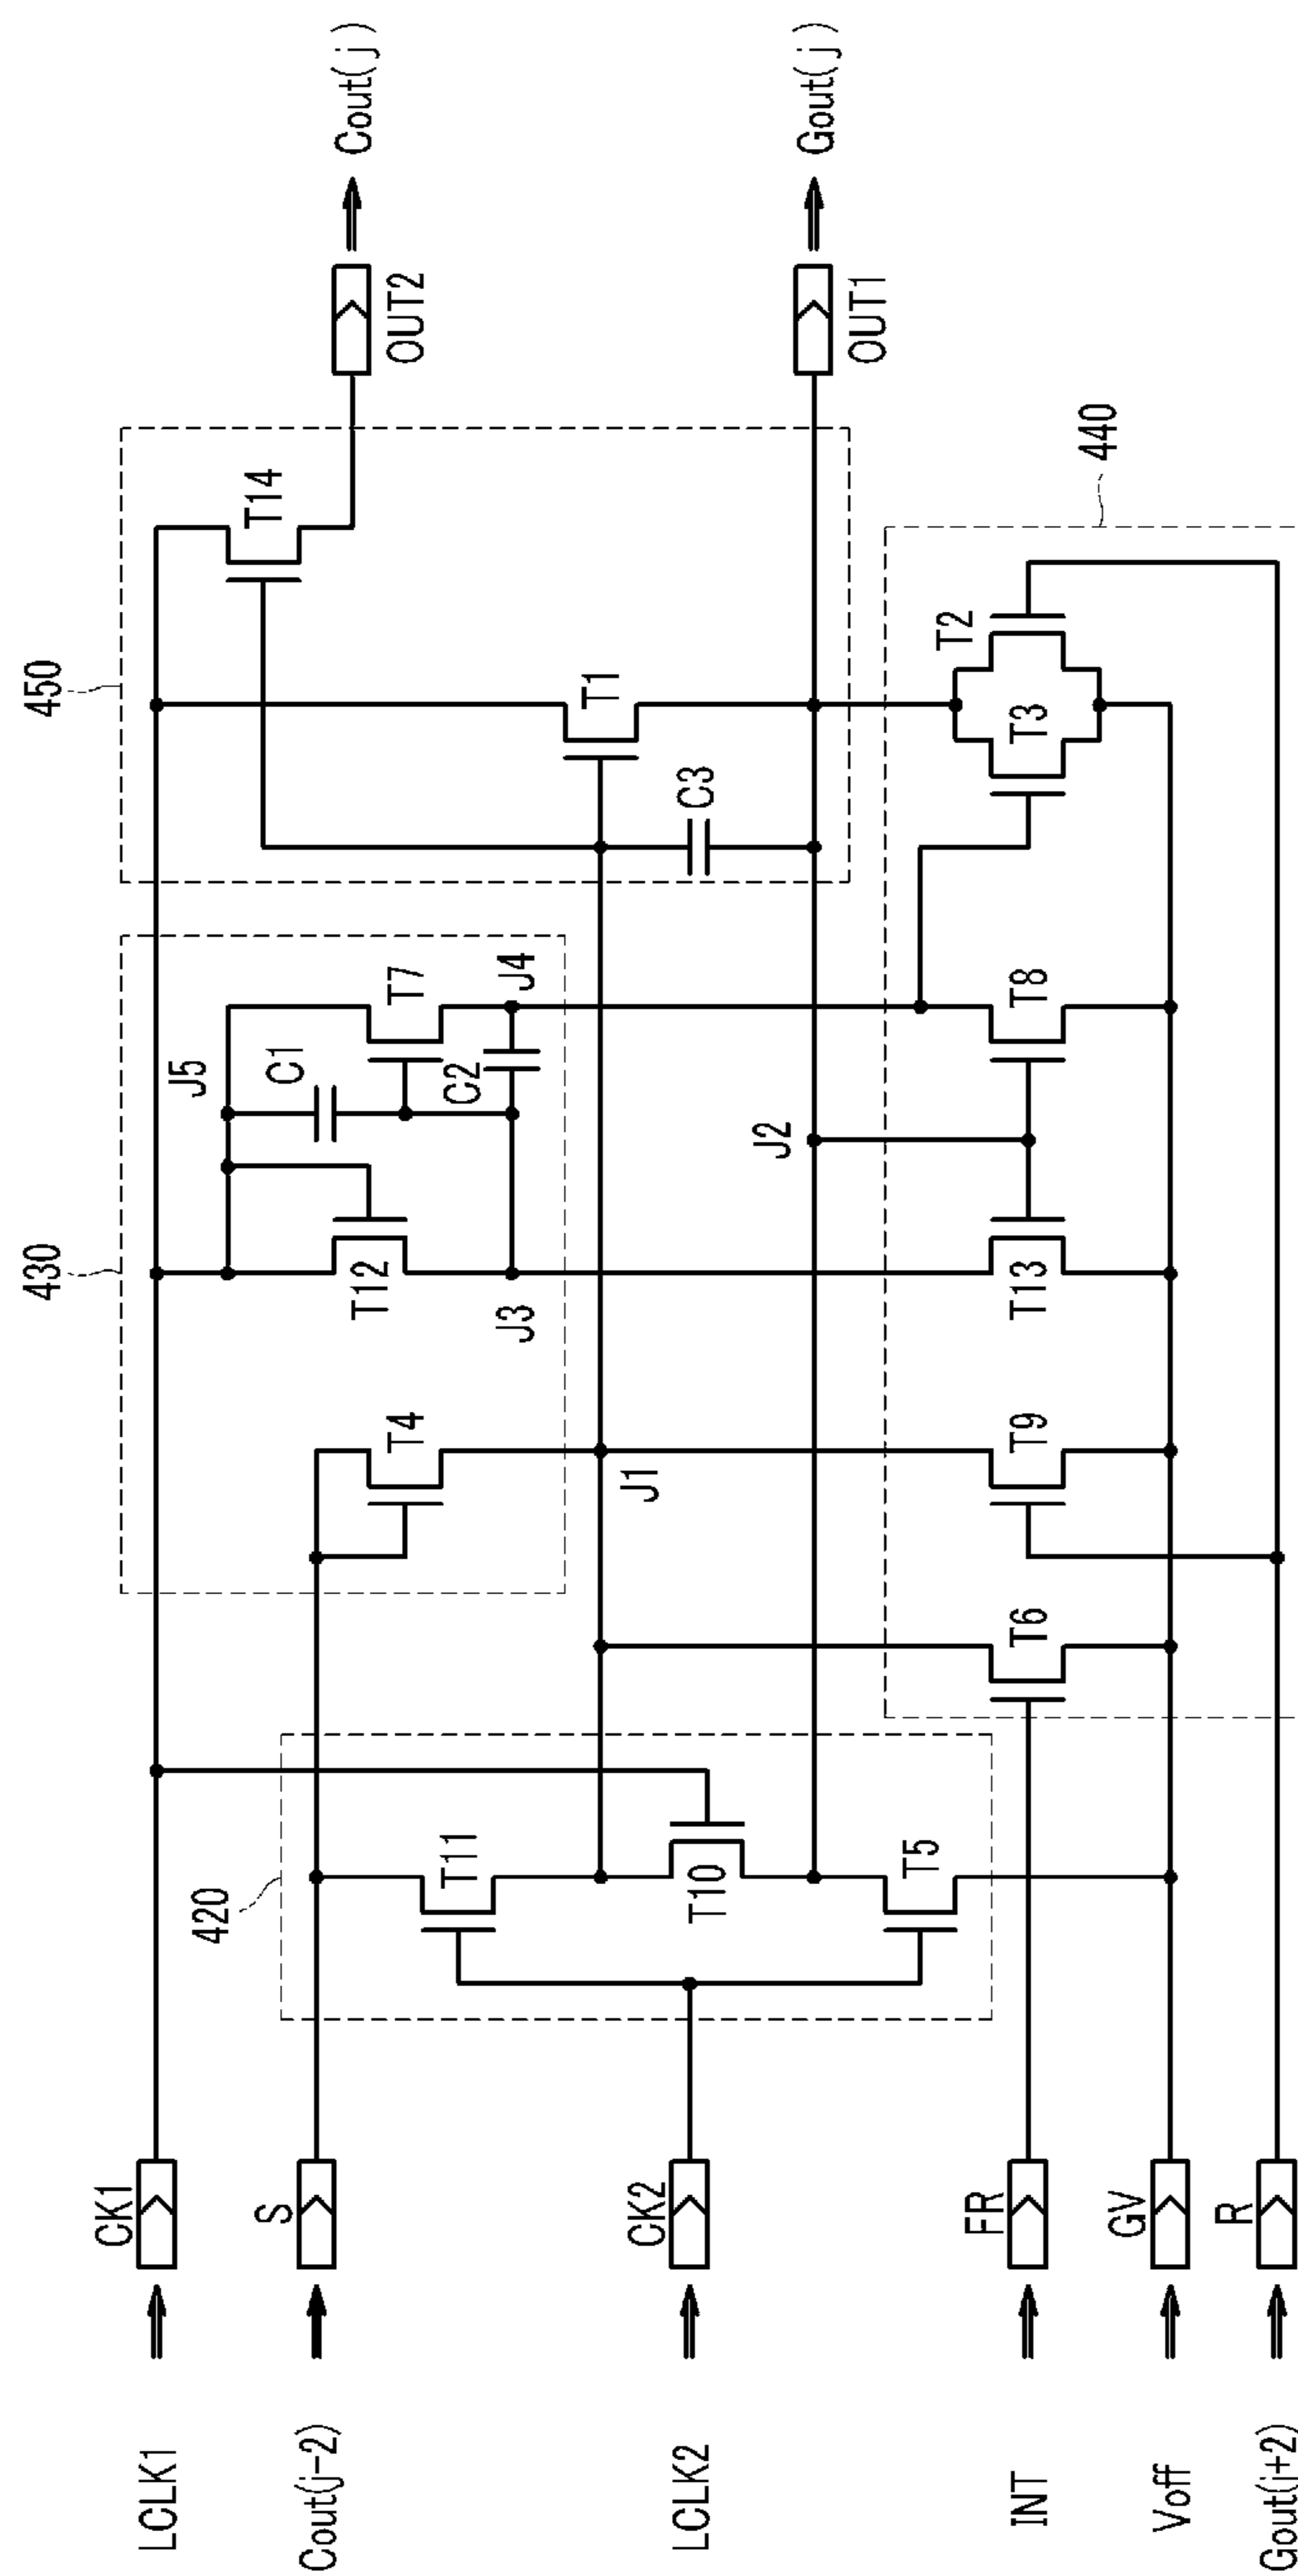 LCLK1
CK1
Cout(j-2)
S
LCLK2
CK2
INT
FR
Voff
GV
Gout(j+2)
R
420
T11
T10
T5
430
T4
T12
J5
C1
T7
C2
J4
J3
J1
J2
450
T14
T1
C3
440
T6
T9
T13
T8
T3
T2
OUT2
Cout( j )
OUT1
Gout( j )